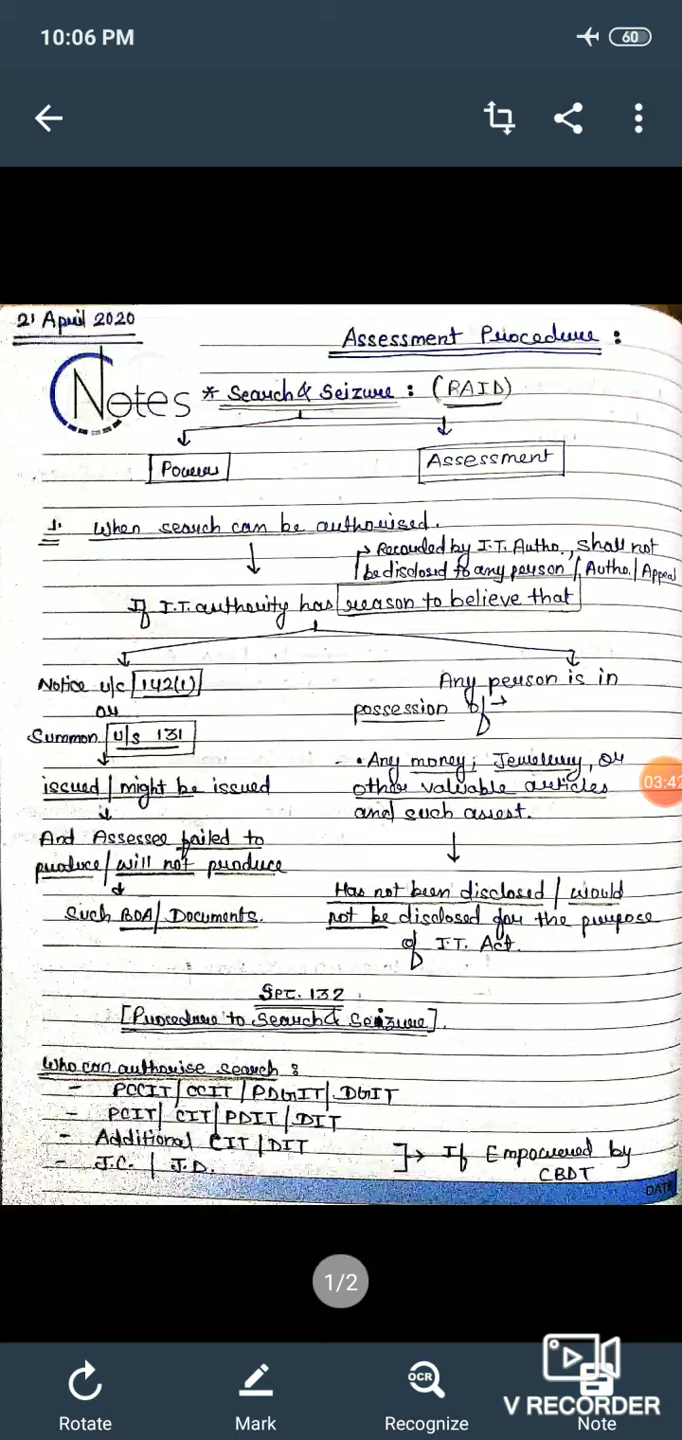 10:06 PM
60
21 April 2020
Assessment Procedure :
Notes
* Search & Seizure : (RAID)
Power
Assessment
1. When search can be authorised.
→ Recorded by I.T. Autho., shall not
be disclosed to any person / Autho. / Appeal
If I.T. authority has reason to believe that
Notice u/c 142(1)
or
Summon u/s 131
issued / might be issued
And Assessee failed to
produce / will not produce
Such BOA / Documents.
Any person is in
possession of →
• Any money, Jewellery, or
other valuable articles
and such assest.
Has not been disclosed / would
not be disclosed for the purpose
of I.T. Act.
Sec. 132
[Procedure to Search & Seizure].
Who can authorise search :
- PCCIT / CCIT / PDGIT / DGIT
- PCIT / CIT / PDIT / DIT
- Additional CIT / DIT
- J.C. / J.D.
]→ If Empowered by
CBDT
DATE
03:42
1/2
OCR
Rotate
Mark
Recognize
Note
V RECORDER